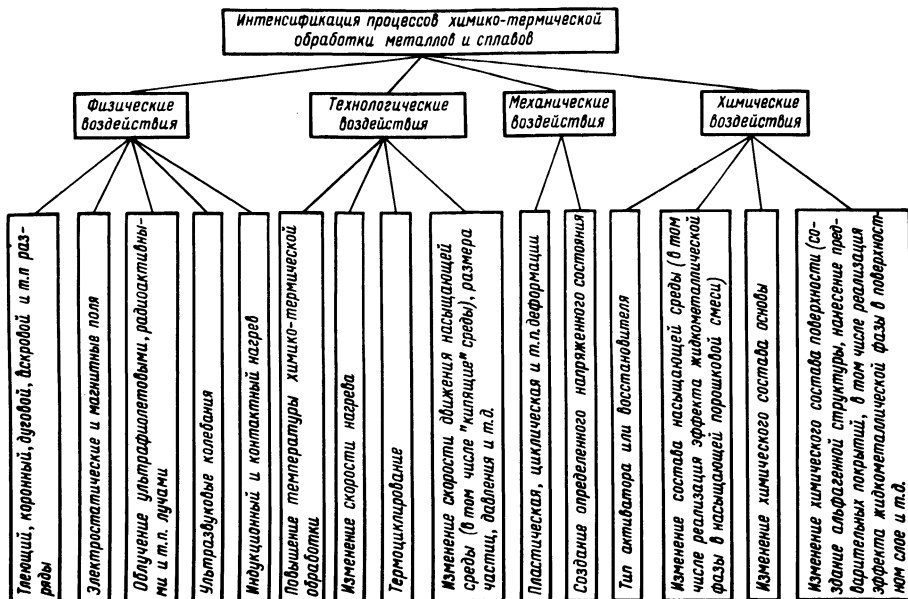 Интенсификация процессов химико-термической
обработки металлов и сплавов
Физические
воздействия
Технологические
воздействия
Механические
воздействия
Химические
воздействия
Тлеющий, коронный, дуговой, искровой и т.п раз-
ряды
Электростатические и магнитные поля
Облучение ультрафиолетовыми, радиоактивны-
ми и т.п. лучами
Ультразвуковые колебания
Индукционный и контактный нагрев
Повышение температуры химико-термической
обработки
Изменение скорости нагрева
Термоциклирование
Изменение скорости движения насыщающей
среды (в том числе "кипящие" среды), размера
частиц, давления и т.д.
Пластическая, циклическая и т.п. деформации
Создание определенного напряженного состояния
Тип активатора или восстановителя
Изменение состава насыщающей среды (в том
числе реализация эффекта жидкометаллической
фазы в насыщающей порошковой смеси)
Изменение химического состава основы
Изменение химического состава поверхности (со-
здание альфагенной структуры, нанесение пред-
варительных покрытий, в том числе реализация
эффекта жидкометаллической фазы в поверхност-
ном слое и т.д.